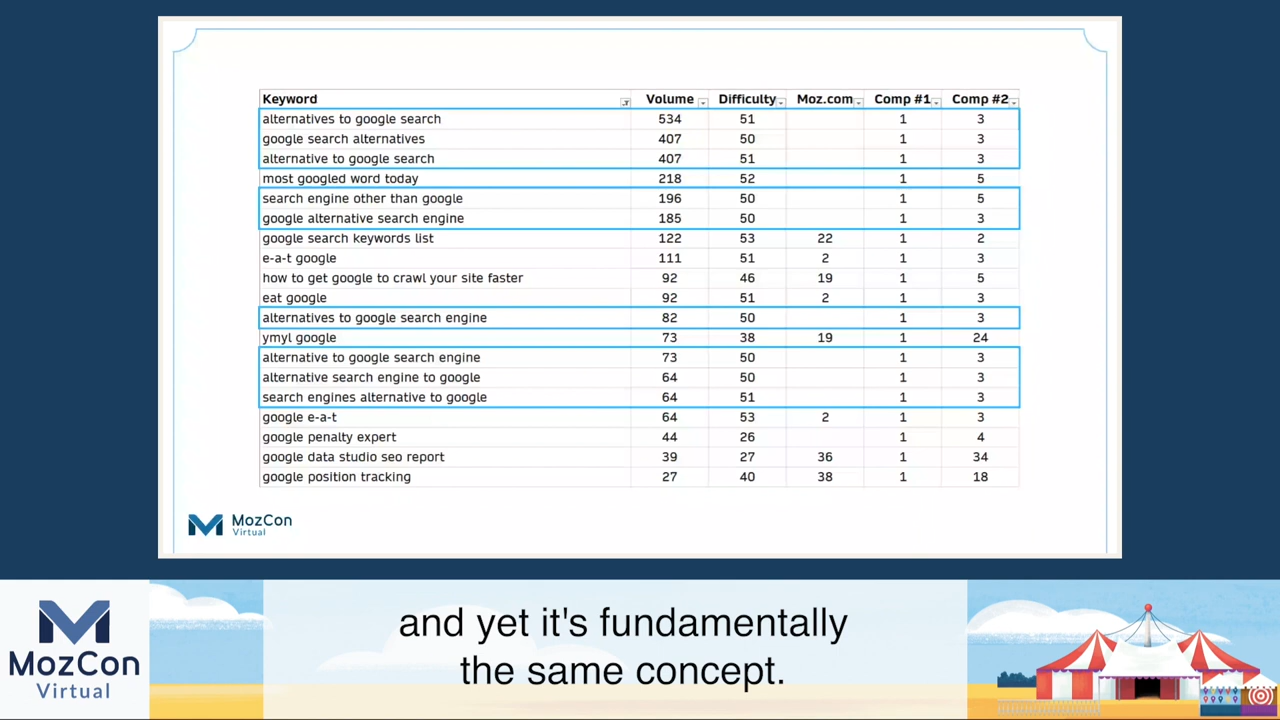 Keyword Volume Difficulty Moz.com Comp #1 Comp #2
alternatives to google search 534 51 1 3
google search alternatives 407 50 1 3
alternative to google search 407 51 1 3
most googled word today 218 52 1 5
search engine other than google 196 50 1 5
google alternative search engine 185 50 1 3
google search keywords list 122 53 22 1 2
e-a-t google 111 51 2 1 3
how to get google to crawl your site faster 92 46 19 1 5
eat google 92 51 2 1 3
alternatives to google search engine 82 50 1 3
ymyl google 73 38 19 1 24
alternative to google search engine 73 50 1 3
alternative search engine to google 64 50 1 3
search engines alternative to google 64 51 1 3
google e-a-t 64 53 2 1 3
google penalty expert 44 26 1 4
google data studio seo report 39 27 36 1 34
google position tracking 27 40 38 1 18
MozCon
Virtual
MozCon
Virtual
and yet it's fundamentally
the same concept.